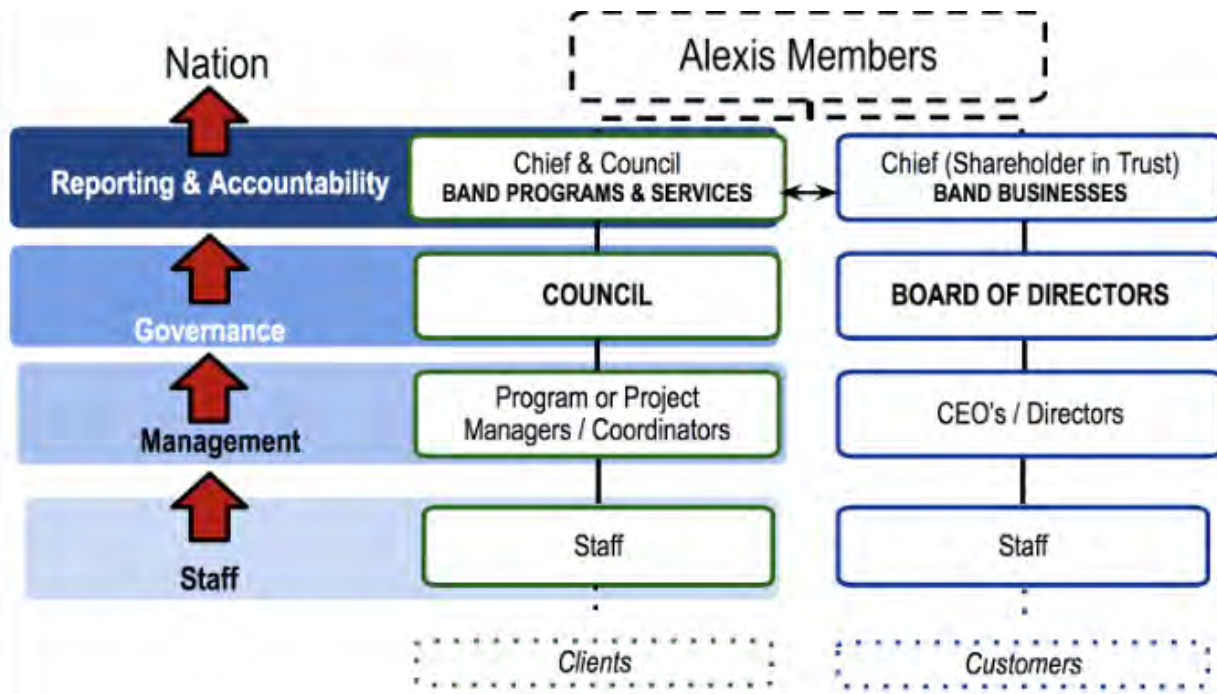 Nation
Alexis Members
Reporting & Accountability
Chief & Council
BAND PROGRAMS & SERVICES
Chief (Shareholder in Trust)
BAND BUSINESSES
Governance
COUNCIL
BOARD OF DIRECTORS
Management
Program or Project
Managers / Coordinators
CEO's / Directors
Staff
Staff
Staff
Clients
Customers